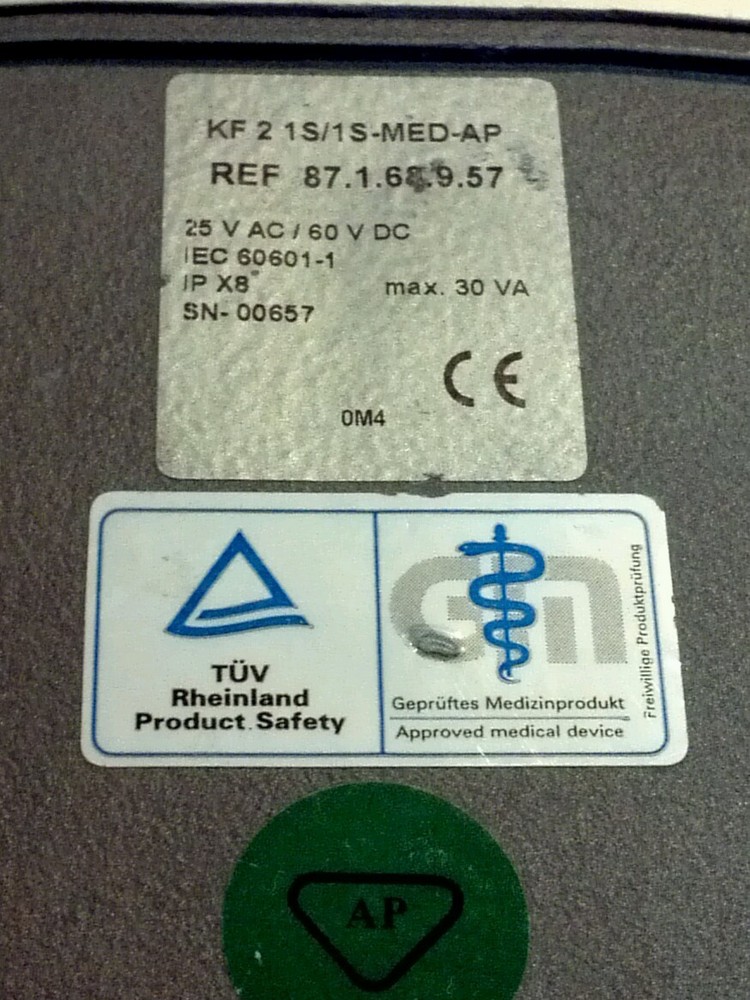 KF 2 1S/1S-MED-AP
REF
25 V AC / 60 V DC
IEC 60601-1
IP X8
max. 30 VA
SN- 00657
CE
0M4
TÜV
Rheinland
Product Safety
GM
Geprüftes Medizinprodukt
Approved medical device
Freiwillige Produktprüfung
AP